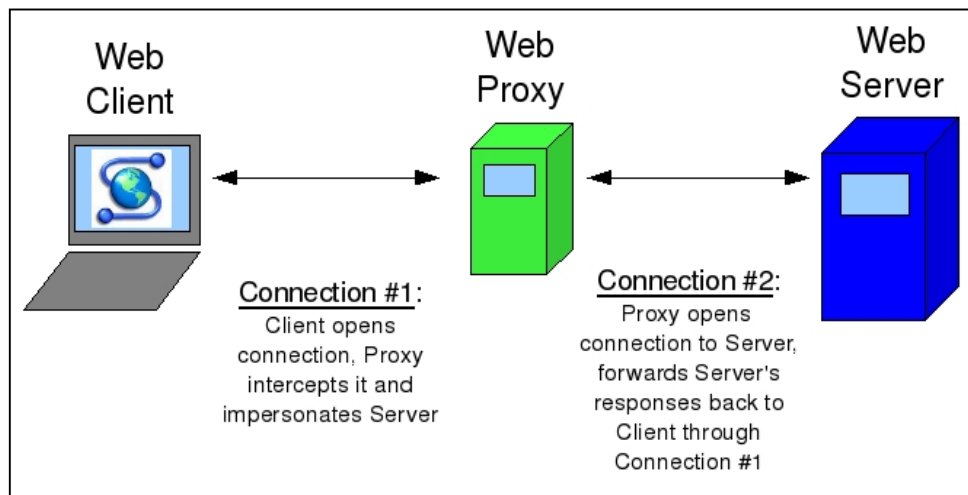 Web
Client
Web
Proxy
Web
Server
Connection #1:
Client opens
connection, Proxy
intercepts it and
impersonates Server
Connection #2:
Proxy opens
connection to Server,
forwards Server's
responses back to
Client through
Connection #1